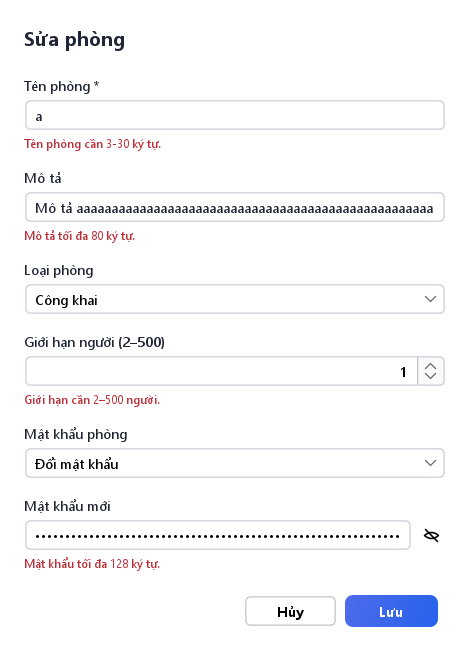 Sửa phòng
Tên phòng *
a
Tên phòng cần 3-30 ký tự.
Mô tả
Mô tả aaaaaaaaaaaaaaaaaaaaaaaaaaaaaaaaaaaaaaaaaaaaaaaaaaa
Mô tả tối đa 80 ký tự.
Loại phòng
Công khai
Giới hạn người (2–500)
1
Giới hạn cần 2–500 người.
Mật khẩu phòng
Đổi mật khẩu
Mật khẩu mới
••••••••••••••••••••••••••••••••••••••••••••••••••••••••••••
Mật khẩu tối đa 128 ký tự.
Hủy
Lưu